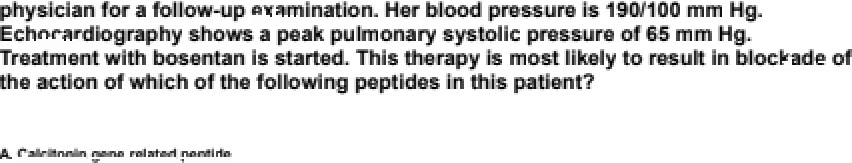 physician for a follow-up examination. Her blood pressure is 190/100 mm Hg.
Echocardiography shows a peak pulmonary systolic pressure of 65 mm Hg.
Treatment with bosentan is started. This therapy is most likely to result in blockade of
the action of which of the following peptides in this patient?
A. Calcitonin gene related peptide